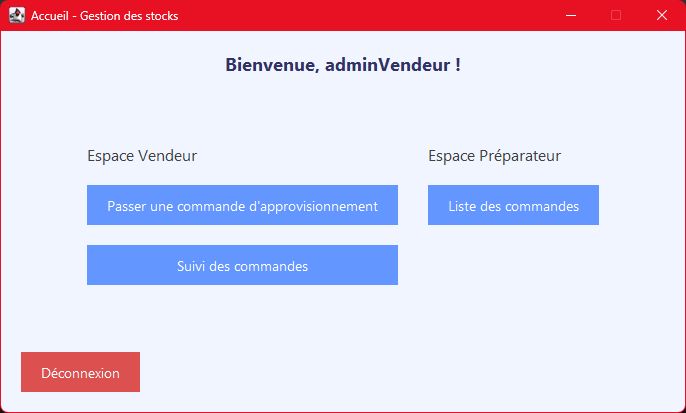 Accueil - Gestion des stocks
Bienvenue, adminVendeur !
Espace Vendeur
Espace Préparateur
Passer une commande d'approvisionnement
Liste des commandes
Suivi des commandes
Déconnexion